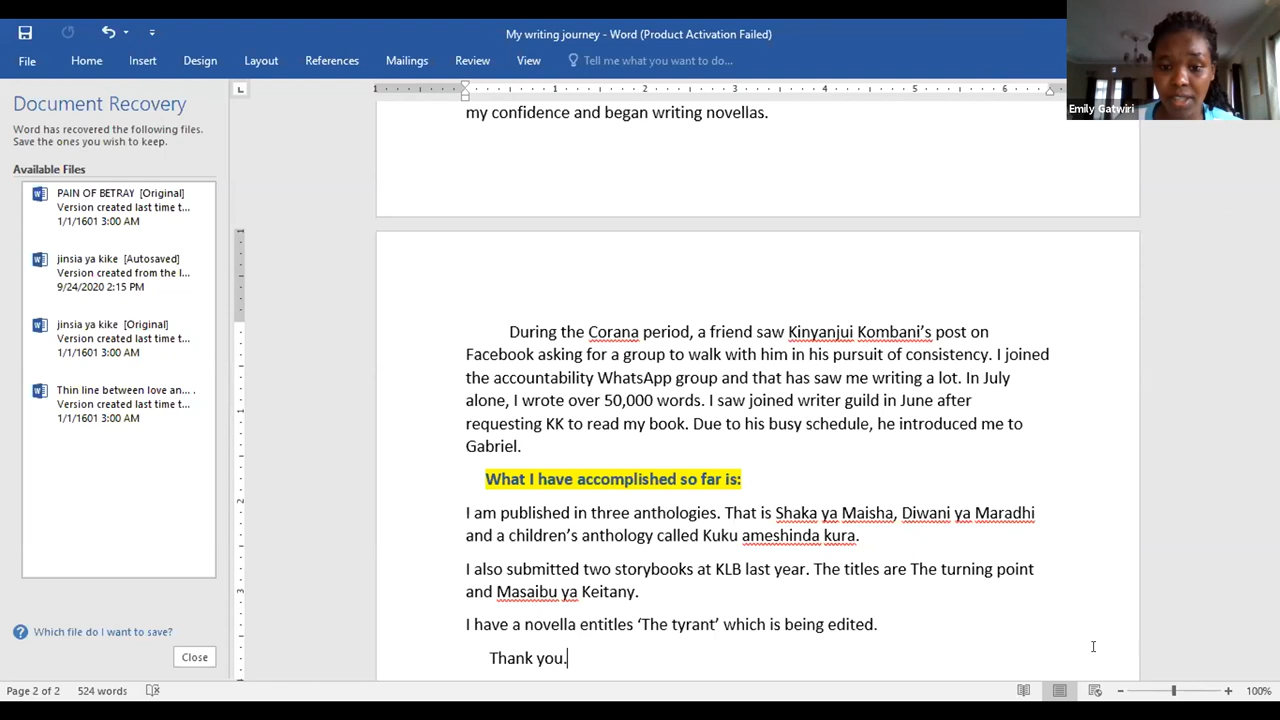 My writing journey - Word (Product Activation Failed)
File Home Insert Design Layout References Mailings Review View Tell me what you want to do...
Emily Gatwiri
Document Recovery
Word has recovered the following files.
Save the ones you wish to keep.
Available Files
PAIN OF BETRAY [Original]
Version created last time t...
1/1/1601 3:00 AM
jinsia ya kike [Autosaved]
Version created from the l...
9/24/2020 2:15 PM
jinsia ya kike [Original]
Version created last time t...
1/1/1601 3:00 AM
Thin line between love an... .
Version created last time t...
1/1/1601 3:00 AM
Which file do I want to save?
Close
1 1 2 3 4 5 6
1
1
2
3
my confidence and began writing novellas.
During the Corana period, a friend saw Kinyanjui Kombani’s post on
Facebook asking for a group to walk with him in his pursuit of consistency. I joined
the accountability WhatsApp group and that has saw me writing a lot. In July
alone, I wrote over 50,000 words. I saw joined writer guild in June after
requesting KK to read my book. Due to his busy schedule, he introduced me to
Gabriel.
What I have accomplished so far is:
I am published in three anthologies. That is Shaka ya Maisha, Diwani ya Maradhi
and a children’s anthology called Kuku ameshinda kura.
I also submitted two storybooks at KLB last year. The titles are The turning point
and Masaibu ya Keitany.
I have a novella entitles ‘The tyrant’ which is being edited.
Thank you.
Page 2 of 2 524 words
100%